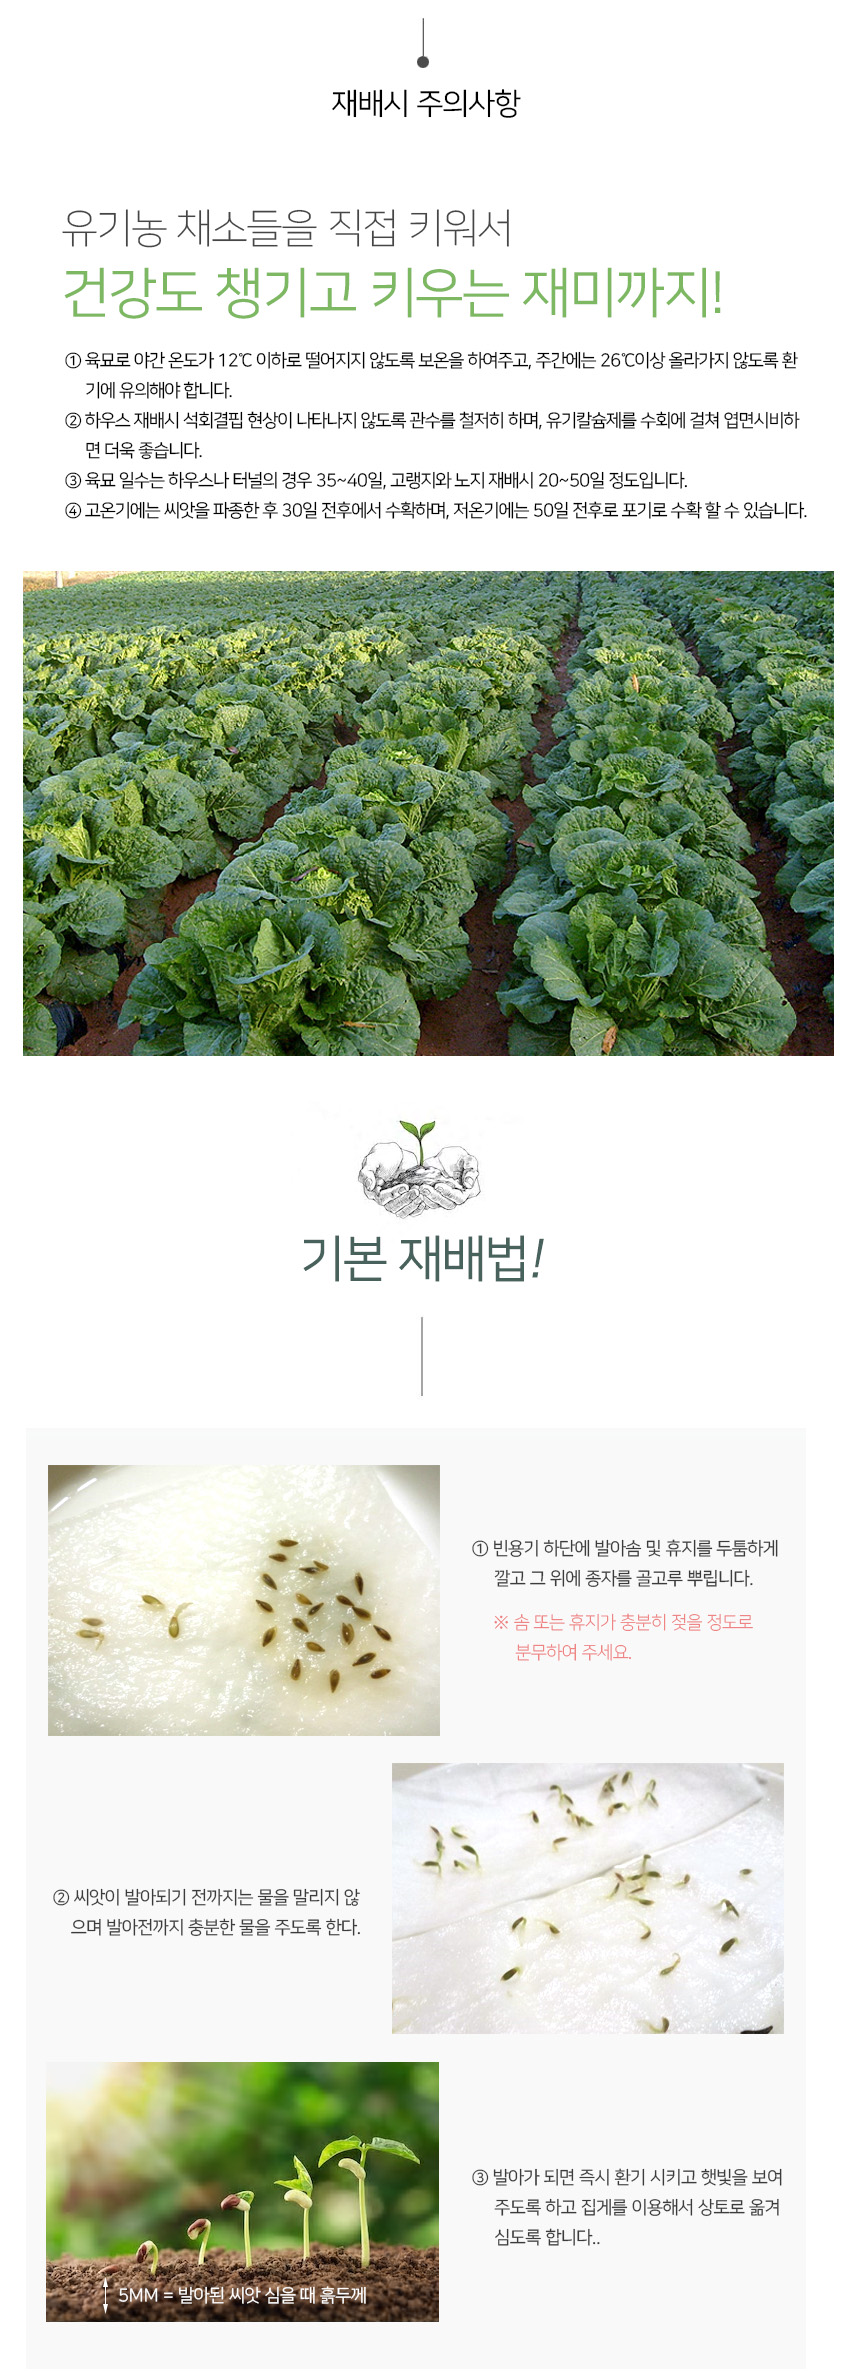 재배시 주의사항
유기농 채소들을 직접 키워서
건강도 챙기고 키우는 재미까지!
① 육묘로 야간 온도가 12℃ 이하로 떨어지지 않도록 보온을 하여주고, 주간에는 26℃이상 올라가지 않도록 환
기에 유의해야 합니다.
② 하우스 재배시 석회결핍 현상이 나타나지 않도록 관수를 철저히 하며, 유기칼슘제를 수회에 걸쳐 엽면시비하
면 더욱 좋습니다.
③ 육묘 일수는 하우스나 터널의 경우 35~40일, 고랭지와 노지 재배시 20~50일 정도입니다.
④ 고온기에는 씨앗을 파종한 후 30일 전후에서 수확하며, 저온기에는 50일 전후로 포기로 수확 할 수 있습니다.
기본 재배법!
① 빈용기 하단에 발아솜 및 휴지를 두툼하게
깔고 그 위에 종자를 골고루 뿌립니다.
※ 솜 또는 휴지가 충분히 젖을 정도로
분무하여 주세요.
② 씨앗이 발아되기 전까지는 물을 말리지 않
으며 발아전까지 충분한 물을 주도록 한다.
③ 발아가 되면 즉시 환기 시키고 햇빛을 보여
주도록 하고 집게를 이용해서 상토로 옮겨
심도록 합니다..
5MM = 발아된 씨앗 심을 때 흙두께